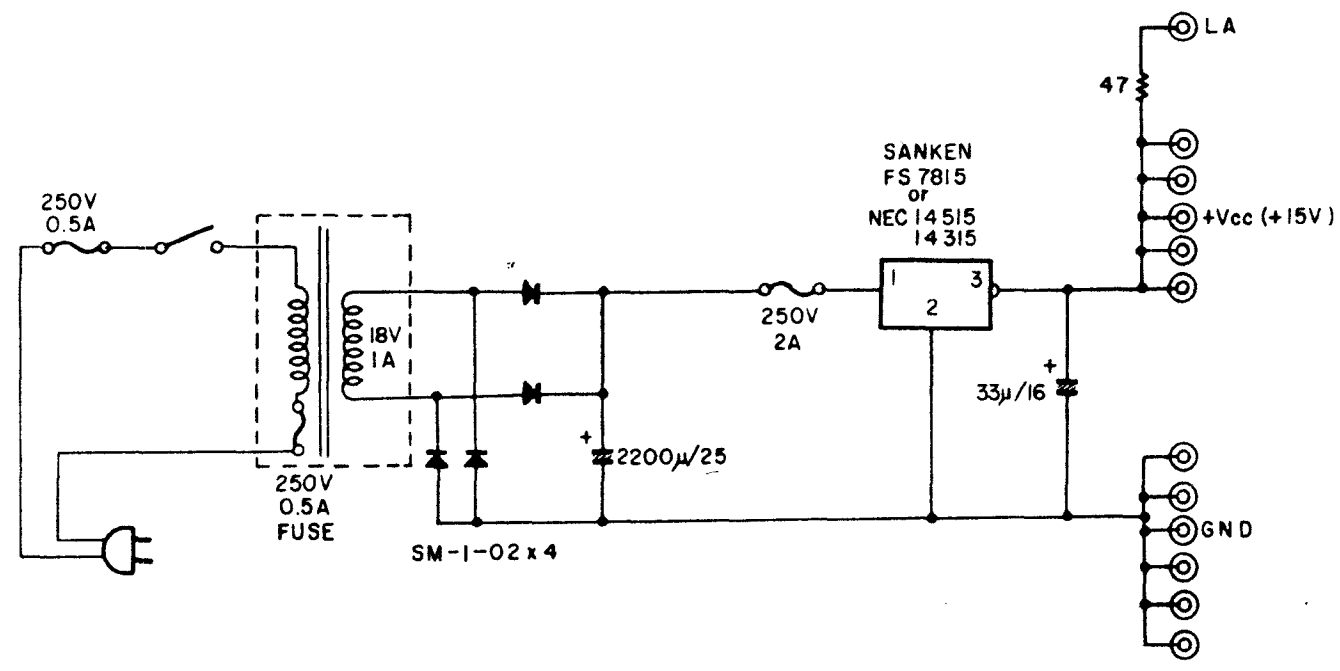 LA
47
SANKEN
FS 7815
or
NEC 14515
14315
250V
0.5A
+Vcc (+15V)
1
3
2
18V
1A
250V
2A
+
33μ/16
+
2200μ/25
250V
0.5A
FUSE
GND
SM-1-02 x 4